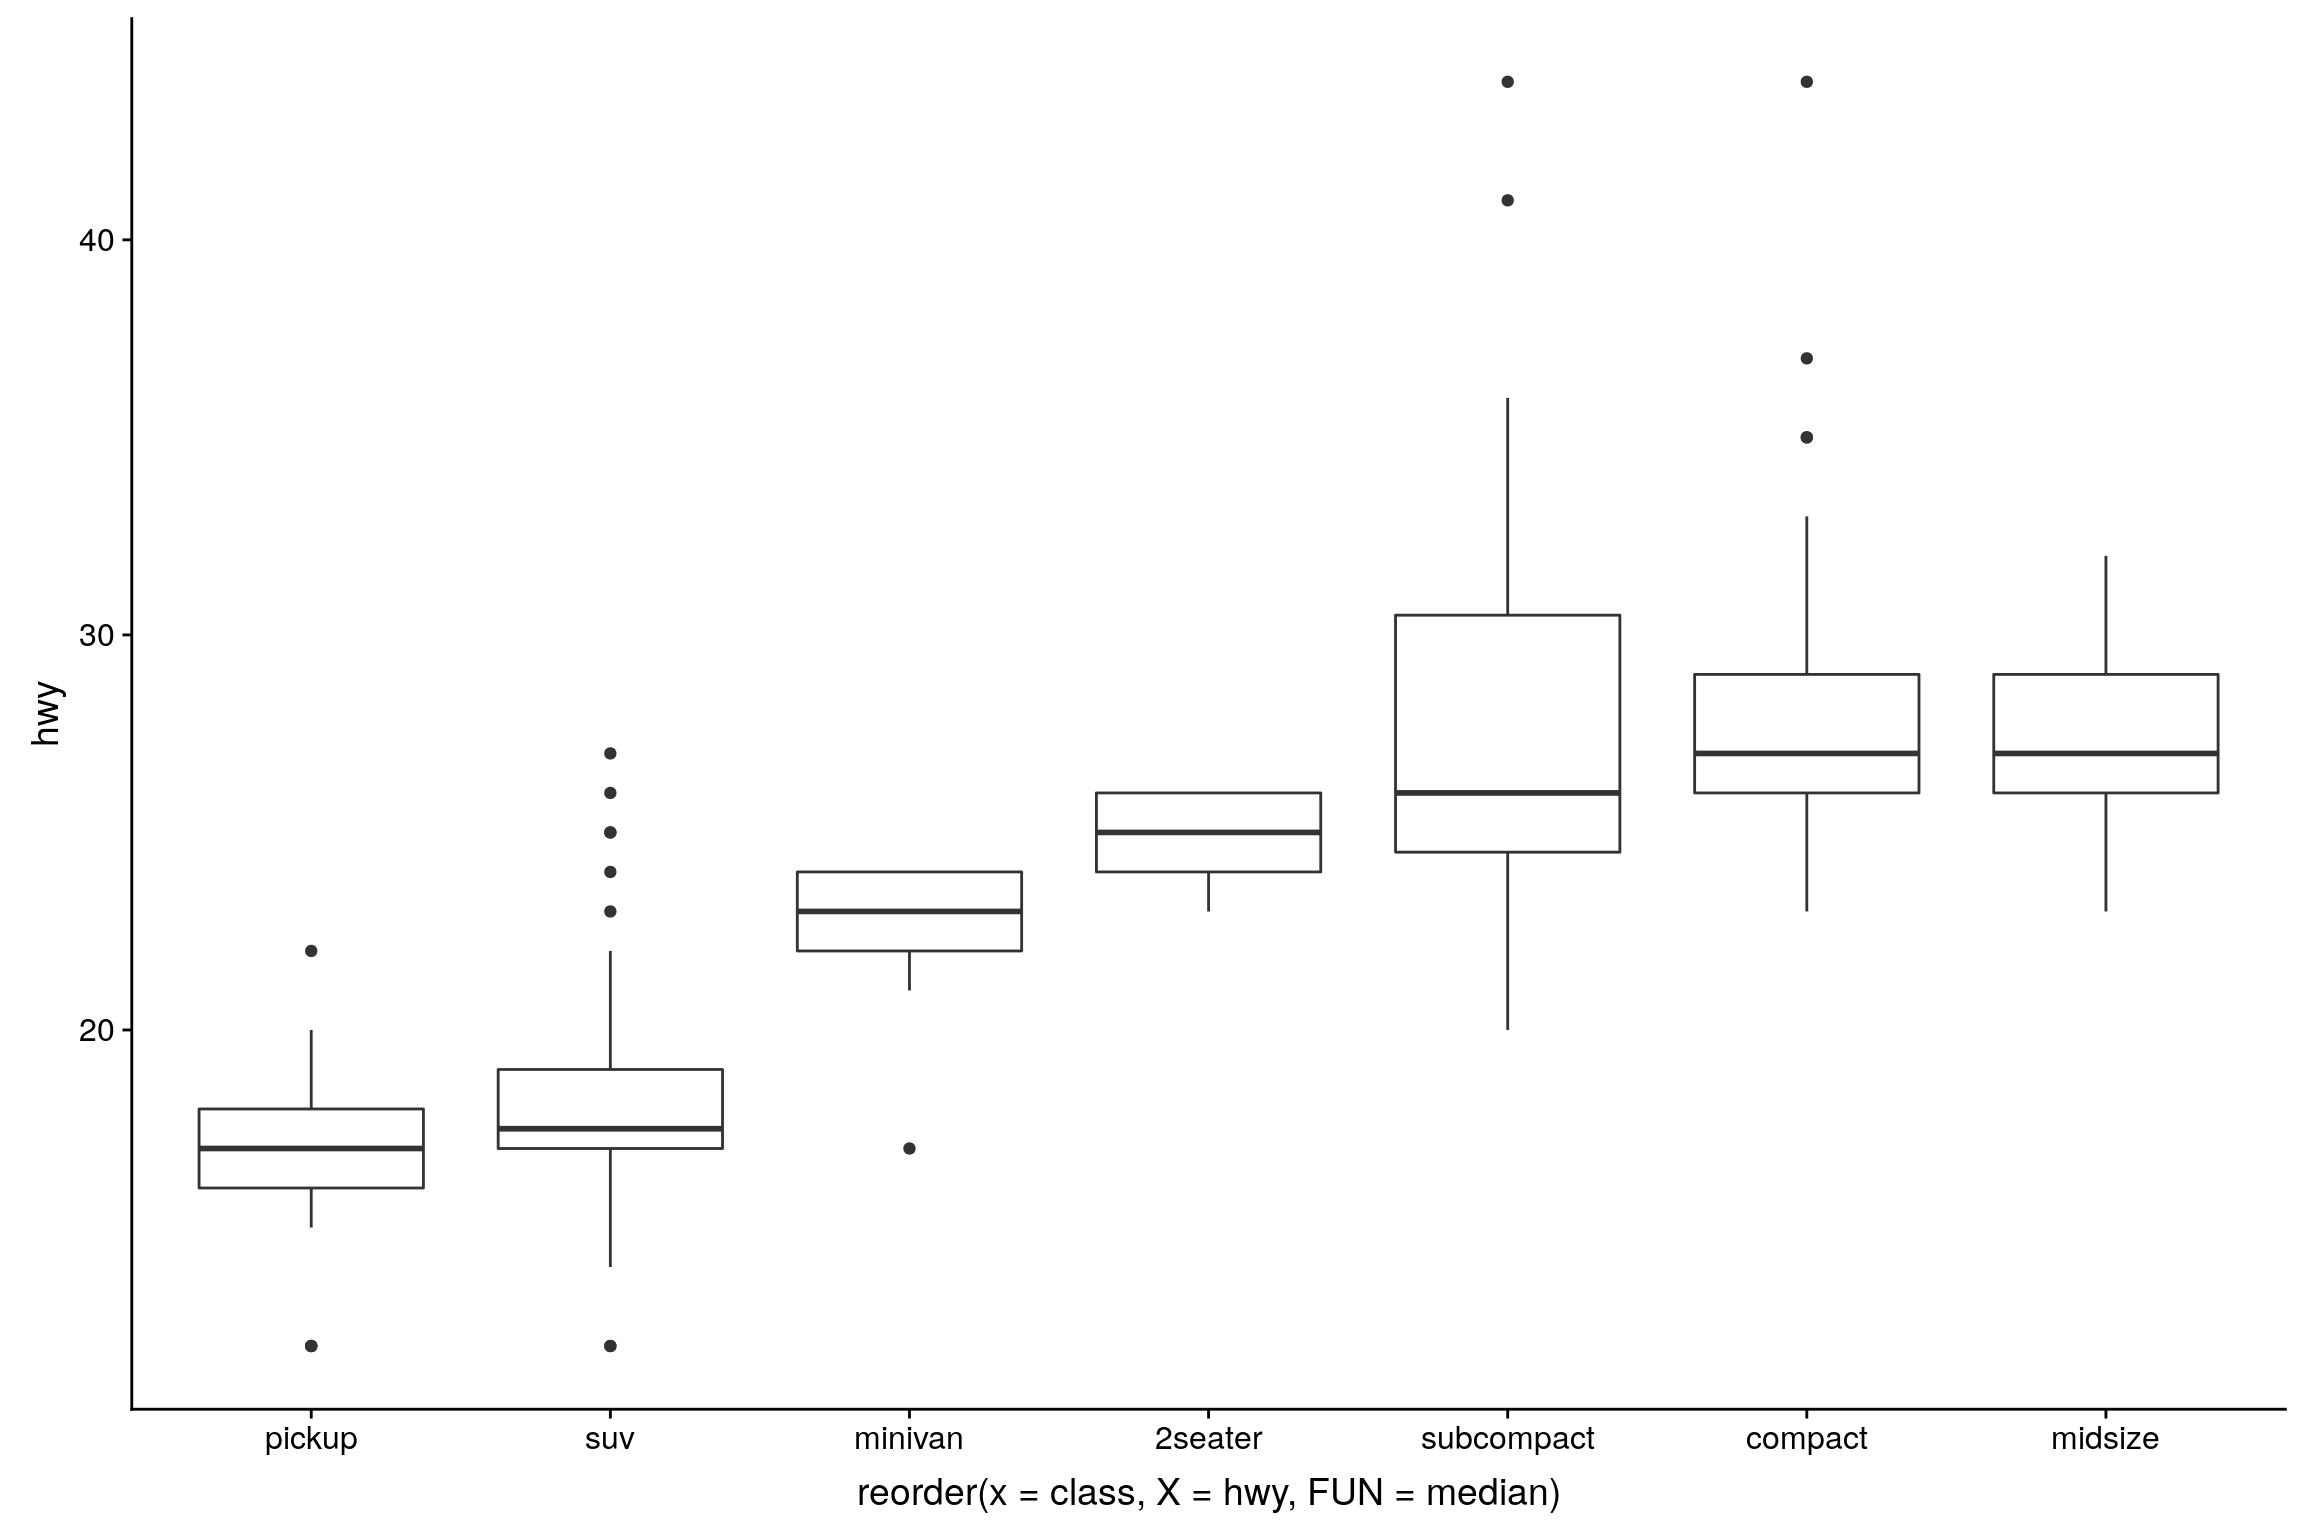 40
30
20
hwy
pickup suv minivan 2seater subcompact compact midsize
reorder(x = class, X = hwy, FUN = median)